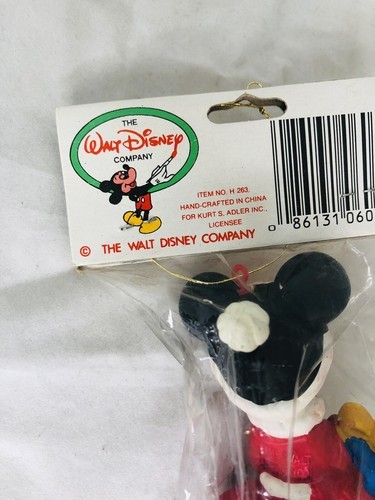 THE
WALT DISNEY
COMPANY
ITEM NO. H 263,
HAND-CRAFTED IN CHINA
FOR KURT S. ADLER INC.,
LICENSEE
© THE WALT DISNEY COMPANY
0 86131 060